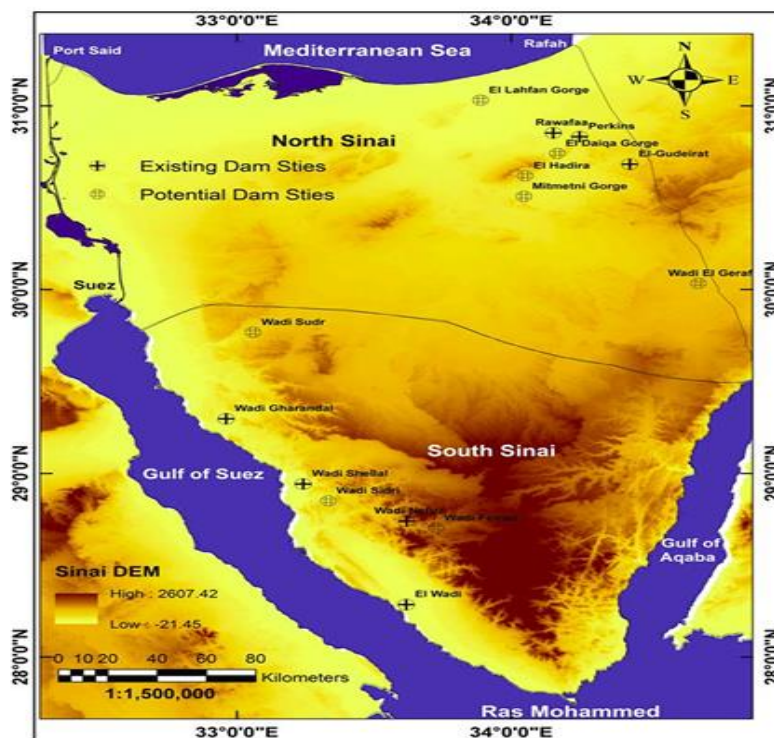 33°0'0"E
34°0'0"E
Port Said
Mediterranean Sea
Rafah
N
W
E
S
31°0'0"N
31°0'0"N
El Lahfan Gorge
North Sinai
Rawafaa
Perkins
El Daiqa Gorge
El-Gudeirat
Existing Dam Sties
El Hadira
Potential Dam Sties
Mitmetni Gorge
30°0'0"N
30°0'0"N
Suez
Wadi El Geraf
Wadi Sudr
Wadi Gharandal
South Sinai
Gulf of Suez
29°0'0"N
29°0'0"N
Wadi Shellal
Wadi Sidri
Wadi
Wadi
Gulf of
Aqaba
Sinai DEM
High : 2607.42
Low : -21.45
El Wadi
28°0'0"N
28°0'0"N
0 10 20 40 60 80
Kilometers
1:1,500,000
Ras Mohammed
33°0'0"E
34°0'0"E